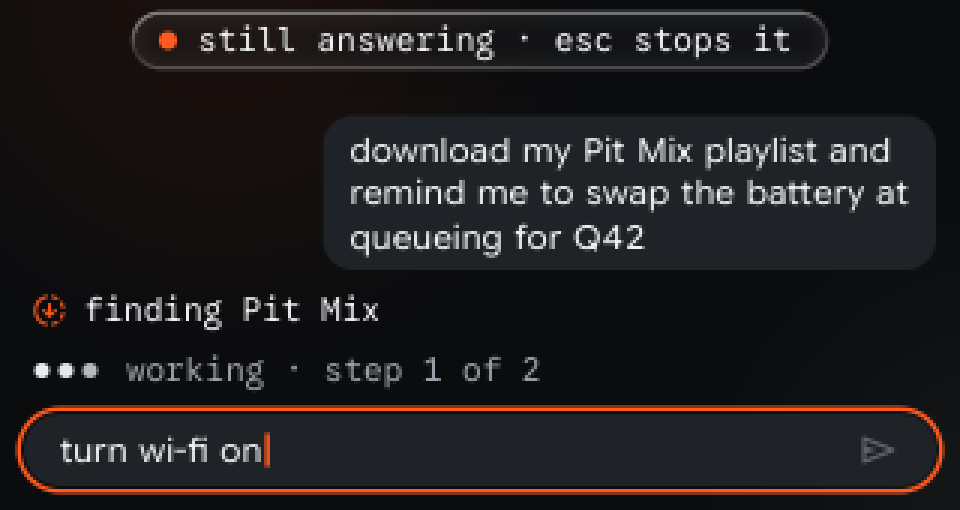 still answering · esc stops it
download my Pit Mix playlist and
remind me to swap the battery at
queueing for Q42
finding Pit Mix
working · step 1 of 2
turn wi-fi on